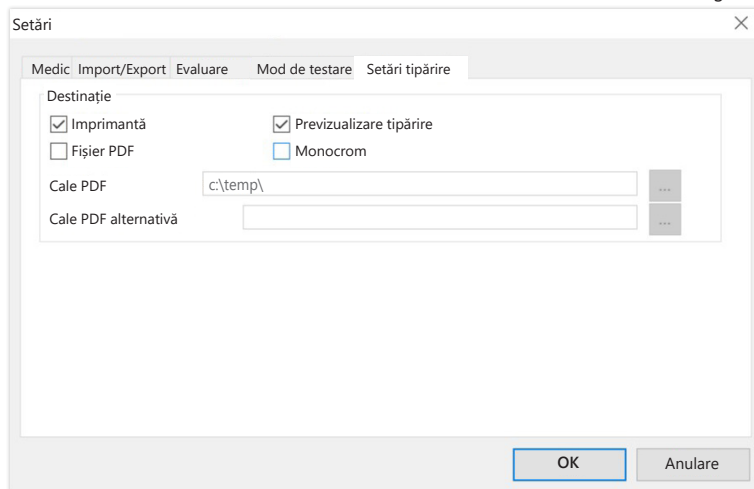 Setări
Medic Import/Export Evaluare Mod de testare Setări tipărire
Destinație
Imprimantă Previzualizare tipărire
Fișier PDF Monocrom
Cale PDF c:\temp\ ...
Cale PDF alternativă ...
OK Anulare